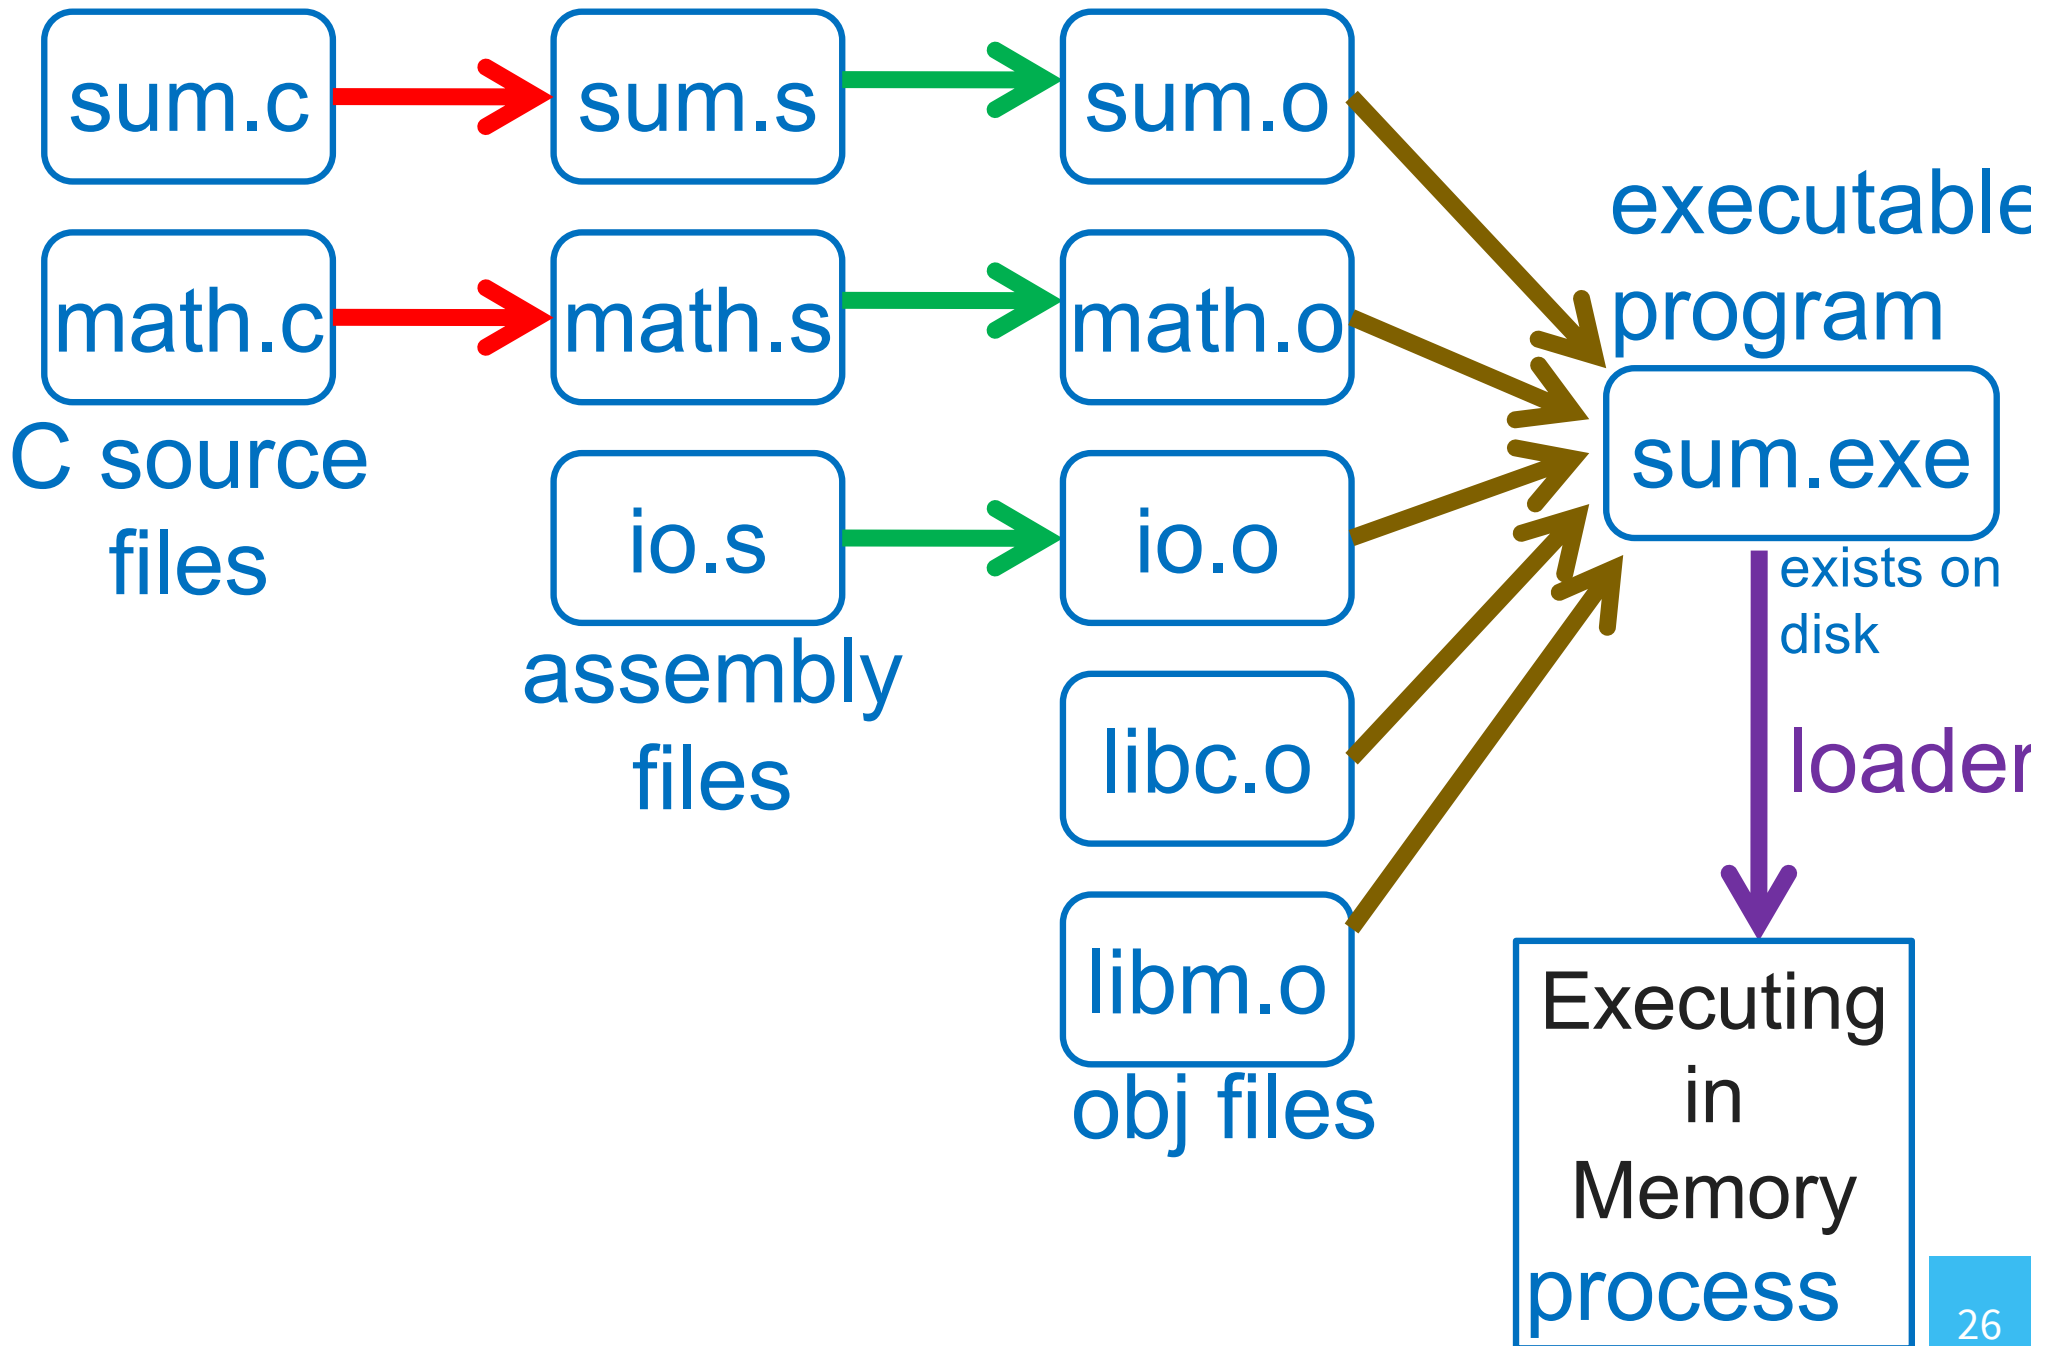 sum.c
sum.s
sum.o
executable
program
math.c
math.s
math.o
sum.exe
C source
files
io.s
io.o
exists on
disk
assembly
files
libc.o
loader
libm.o
obj files
Executing
in
Memory
process
26